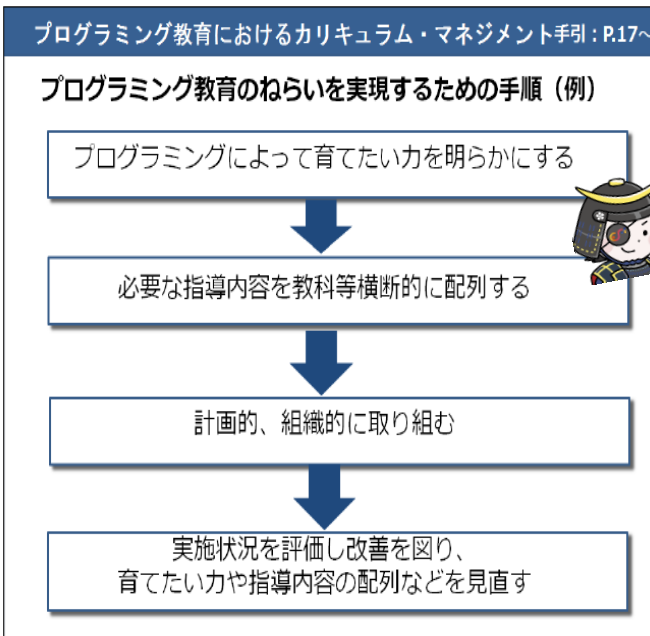 プログラミング教育におけるカリキュラム・マネジメント手引：P.17～
プログラミング教育のねらいを実現するための手順（例）
プログラミングによって育てたい力を明らかにする
必要な指導内容を教科等横断的に配列する
計画的、組織的に取り組む
実施状況を評価し改善を図り、
育てたい力や指導内容の配列などを見直す